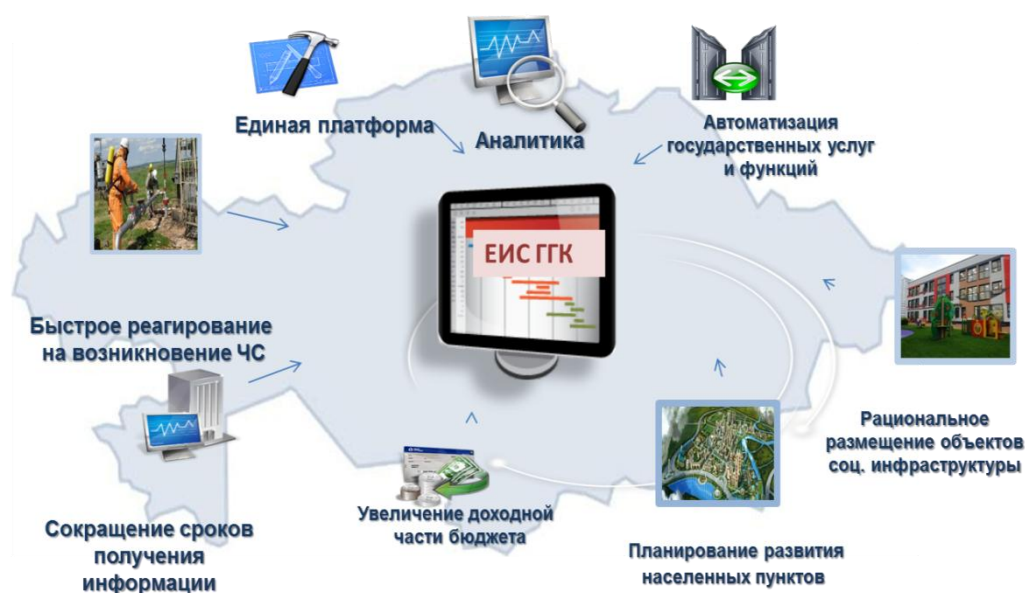 Единая платформа
Аналитика
Автоматизация
государственных услуг
и функций
ЕИС ГГК
Быстрое реагирование
на возникновение ЧС
Рациональное
размещение объектов
соц. инфраструктуры
Сокращение сроков
получения
информации
Увеличение доходной
части бюджета
Планирование развития
населенных пунктов